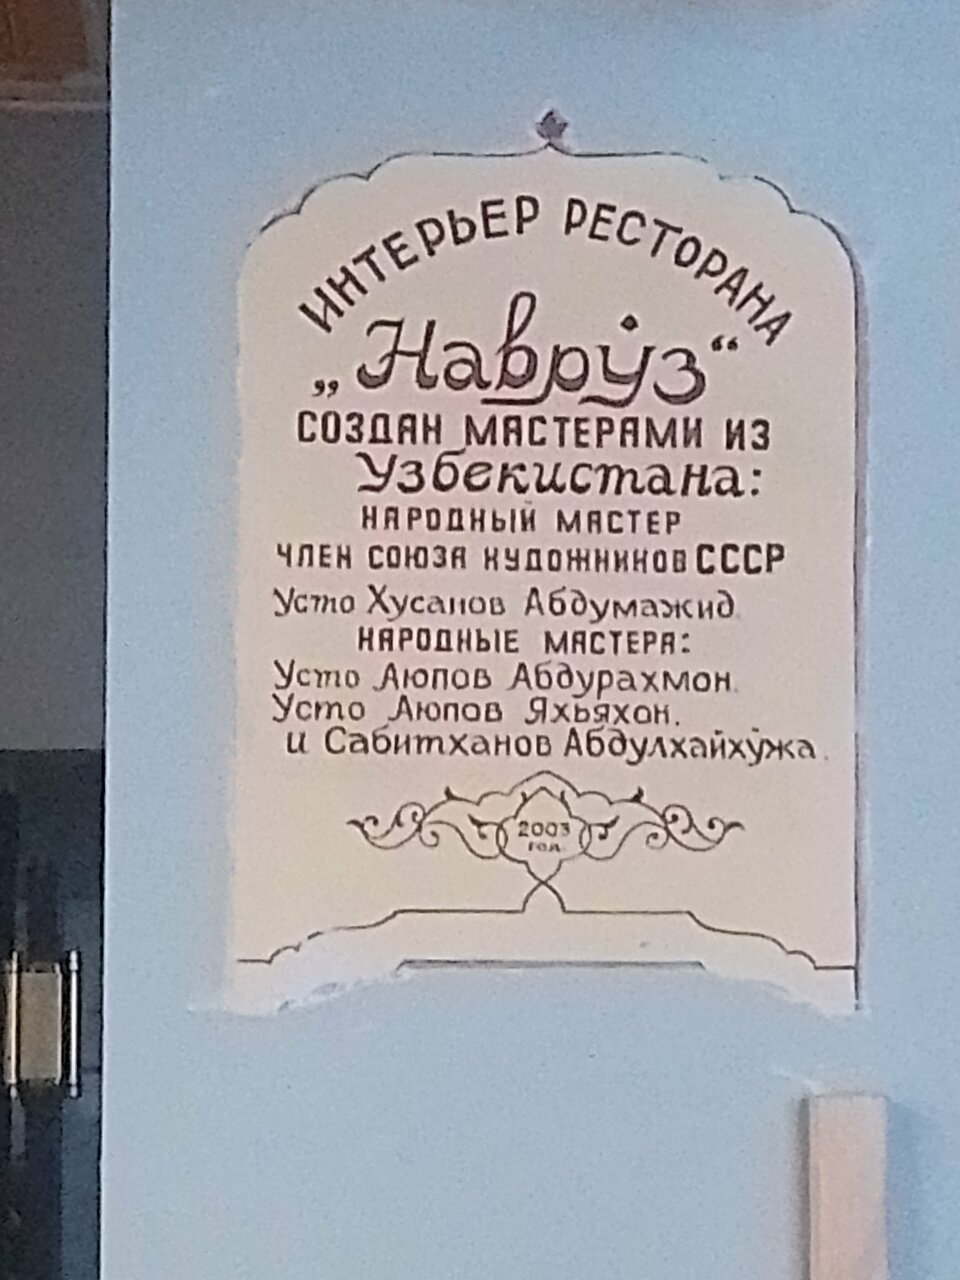 ИНТЕРЬЕР РЕСТОРАНА
„Наврўз“
СОЗДАН МАСТЕРАМИ ИЗ
Узбекистана:
НАРОДНЫЙ МАСТЕР
ЧЛЕН СОЮЗА ХУДОЖНИКОВ СССР
Усто Хусанов Абдумажид.
НАРОДНЫЕ МАСТЕРА:
Усто Аюпов Абдурахмон.
Усто Аюпов Яхьяхон.
и Сабитханов Абдулхайхўжа.
2003
год.